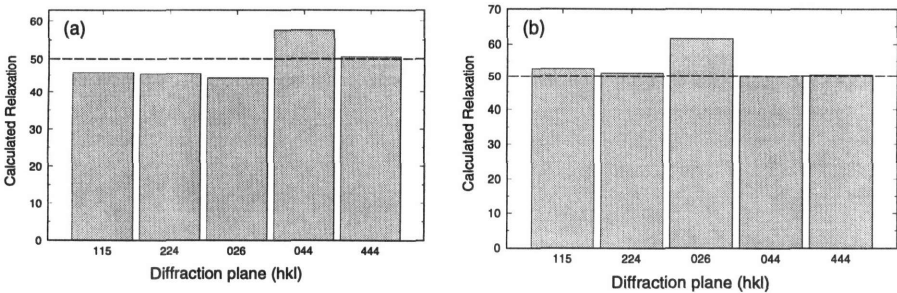 (a)
Calculated Relaxation
60
50
40
30
20
10
0
115 224 026 044 444
Diffraction plane (hkl)
(b)
Calculated Relaxation
70
60
50
40
30
20
10
0
115 224 026 044 444
Diffraction plane (hkl)